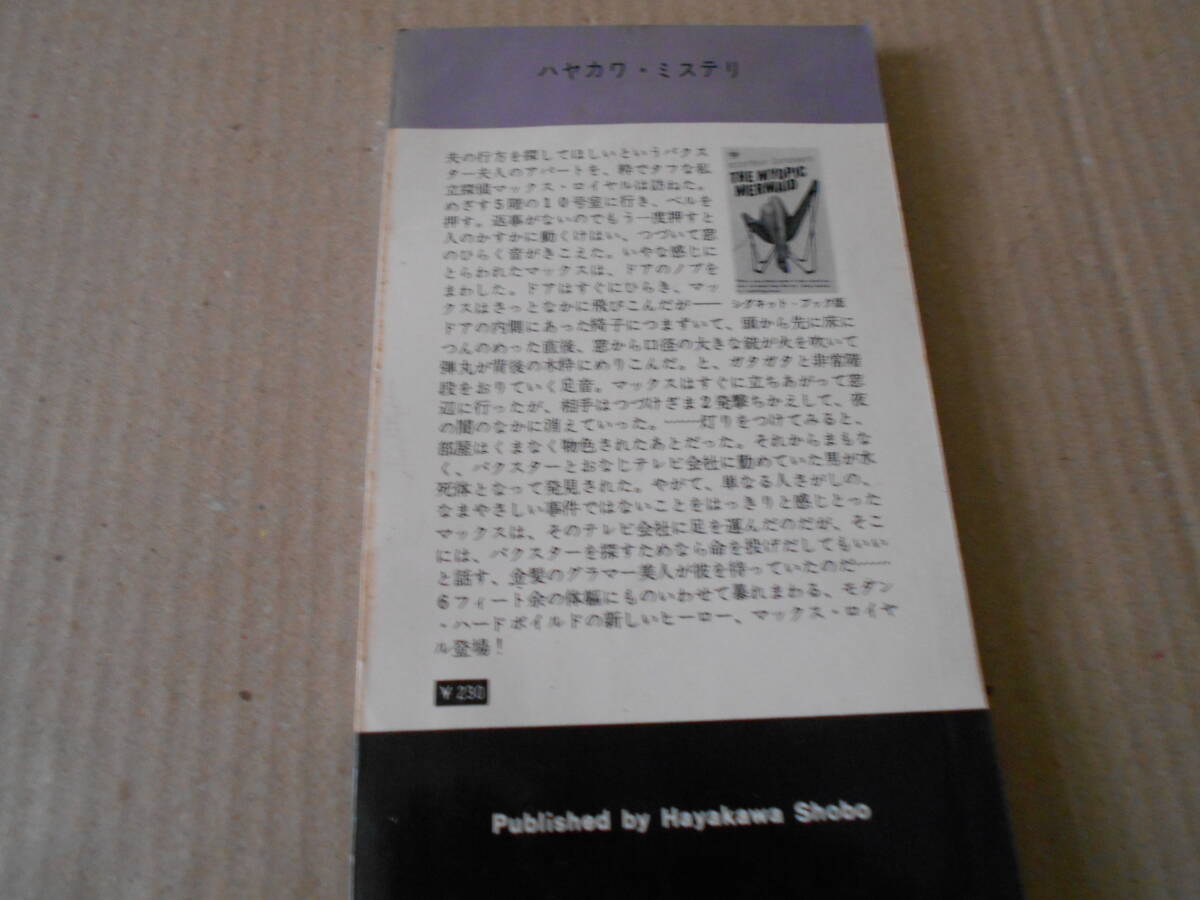 ハヤカワ・ミステリ
夫の行方を探してほしいというバクス
ター夫人のアパートを、粋でタフな私
立探偵マックス・ロイヤルは訪ねた。
めざす5階の10号室に行き、ベルを
押す。返事がないのでもう一度押すと
人のかすかに動くけはい、つづいて窓
のひらく音がきこえた。いやな感じに
とらわれたマックスは、ドアのノブを
まわした。ドアはすぐにひらき、マッ
クスはさっとなかに飛びこんだが――
ドアの内側にあった椅子につまずいて、頭から先に床に
つんのめった直後、窓から口径の大きな銃が火を吹いて
弾丸が背後の木枠にめりこんだ。と、ガタガタと非常階
段をおりていく足音。マックスはすぐに立ちあがって窓
辺に行ったが、相手はつづけざま2発撃ちかえして、夜
の闇のなかに消えていった。――灯りをつけてみると、
部屋はくまなく物色されたあとだった。それからまもな
く、バクスターとおなじテレビ会社に勤めていた男が水
死体となって発見された。やがて、単なる人さがしの、
なまやさしい事件ではないことをはっきりと感じとった
マックスは、そのテレビ会社に足を運んだのだが、そこ
には、バクスターを探すためなら命を投げだしてもいい
と話す、金髪のグラマー美人が彼を待っていたのだ……
6フィート余の体軀にものいわせて暴れまわる、モダン
・ハードボイルドの新しいヒーロー、マックス・ロイヤ
ル登場！
THE MYOPIC
MERMAID
シグネット・ブック版
¥230
Published by Hayakawa Shobo